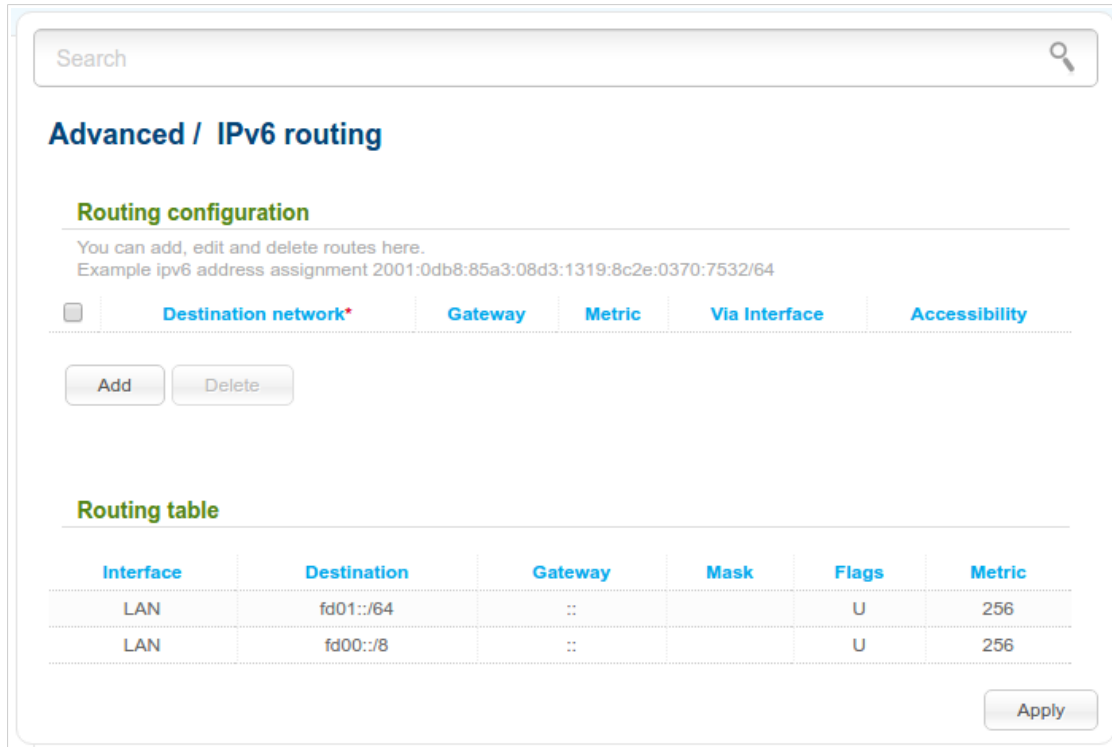 Search
Advanced / IPv6 routing
Routing configuration
You can add, edit and delete routes here.
Example ipv6 address assignment 2001:0db8:85a3:08d3:1319:8c2e:0370:7532/64
Destination network* Gateway Metric Via Interface Accessibility
Add Delete
Routing table
Interface Destination Gateway Mask Flags Metric
LAN fd01::/64 :: U 256
LAN fd00::/8 :: U 256
Apply